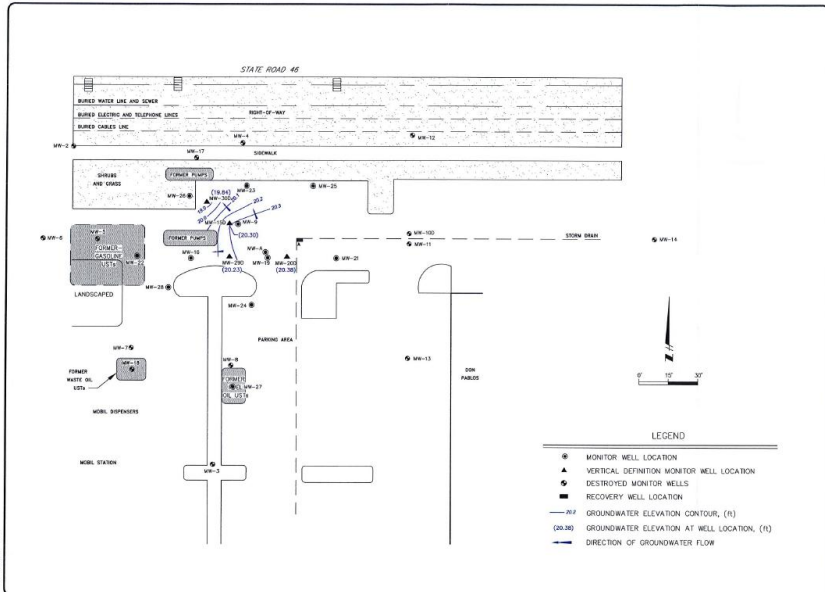 STATE ROAD 46
BURIED WATER LINE AND SEWER
BURIED ELECTRIC AND TELEPHONE LINES
RIGHT-OF-WAY
BURIED CABLES LINE
MW-12
MW-4
MW-2
SIDEWALK
MW-17
SHRUBS
AND GRASS
FORMER PUMPS
(19.84)
MW-23
MW-25
MW-26
MW-300
20.2
20.3
MW-150
MW-9
(20.30)
FORMER PUMPS
MW-100
STORM DRAIN
MW-6
MW-5
MW-11
MW-14
FORMER
GASOLINE
USTs
MW-22
MW-16
MW-A
MW-290
(20.23)
MW-19
MW-200
(20.38)
MW-21
LANDSCAPED
MW-28
MW-24
PARKING AREA
MW-7
MW-18
MW-8
MW-13
FORMER
WASTE OIL
USTs
FORMER
MW-27
OIL USTs
DON
PABLOS
MOBIL DISPENSERS
MOBIL STATION
MW-3
N
0' 15' 30'
LEGEND
MONITOR WELL LOCATION
VERTICAL DEFINITION MONITOR WELL LOCATION
DESTROYED MONITOR WELLS
RECOVERY WELL LOCATION
20.2 GROUNDWATER ELEVATION CONTOUR, (ft)
(20.38) GROUNDWATER ELEVATION AT WELL LOCATION, (ft)
DIRECTION OF GROUNDWATER FLOW